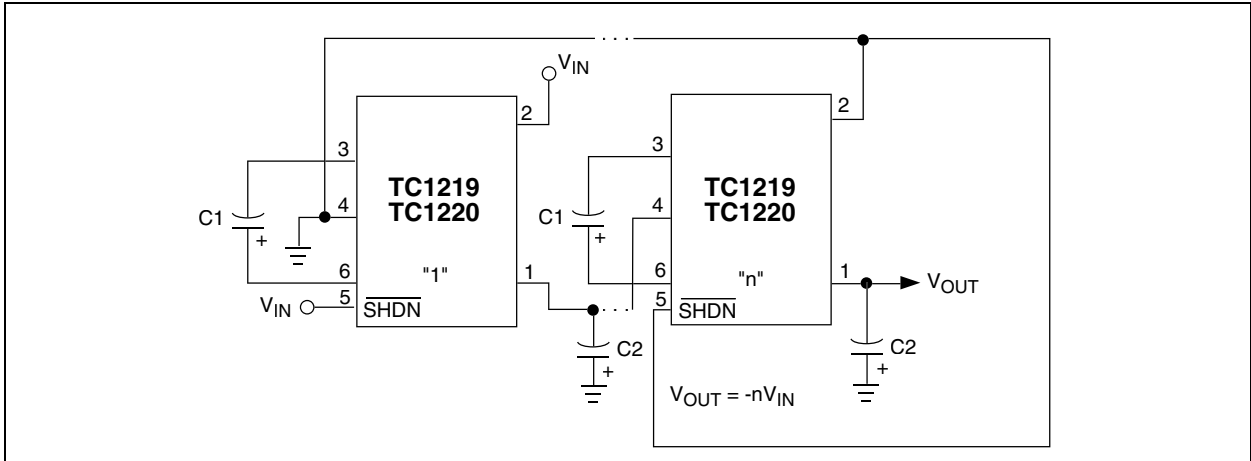 . . .
V_IN
2
2
3
3
TC1219
TC1220
TC1219
TC1220
C1
+
4
C1
+
4
6
"1"
1
6
"n"
1
V_OUT
V_IN
5
SHDN
. . .
5
SHDN
C2
+
C2
+
V_OUT = -nV_IN